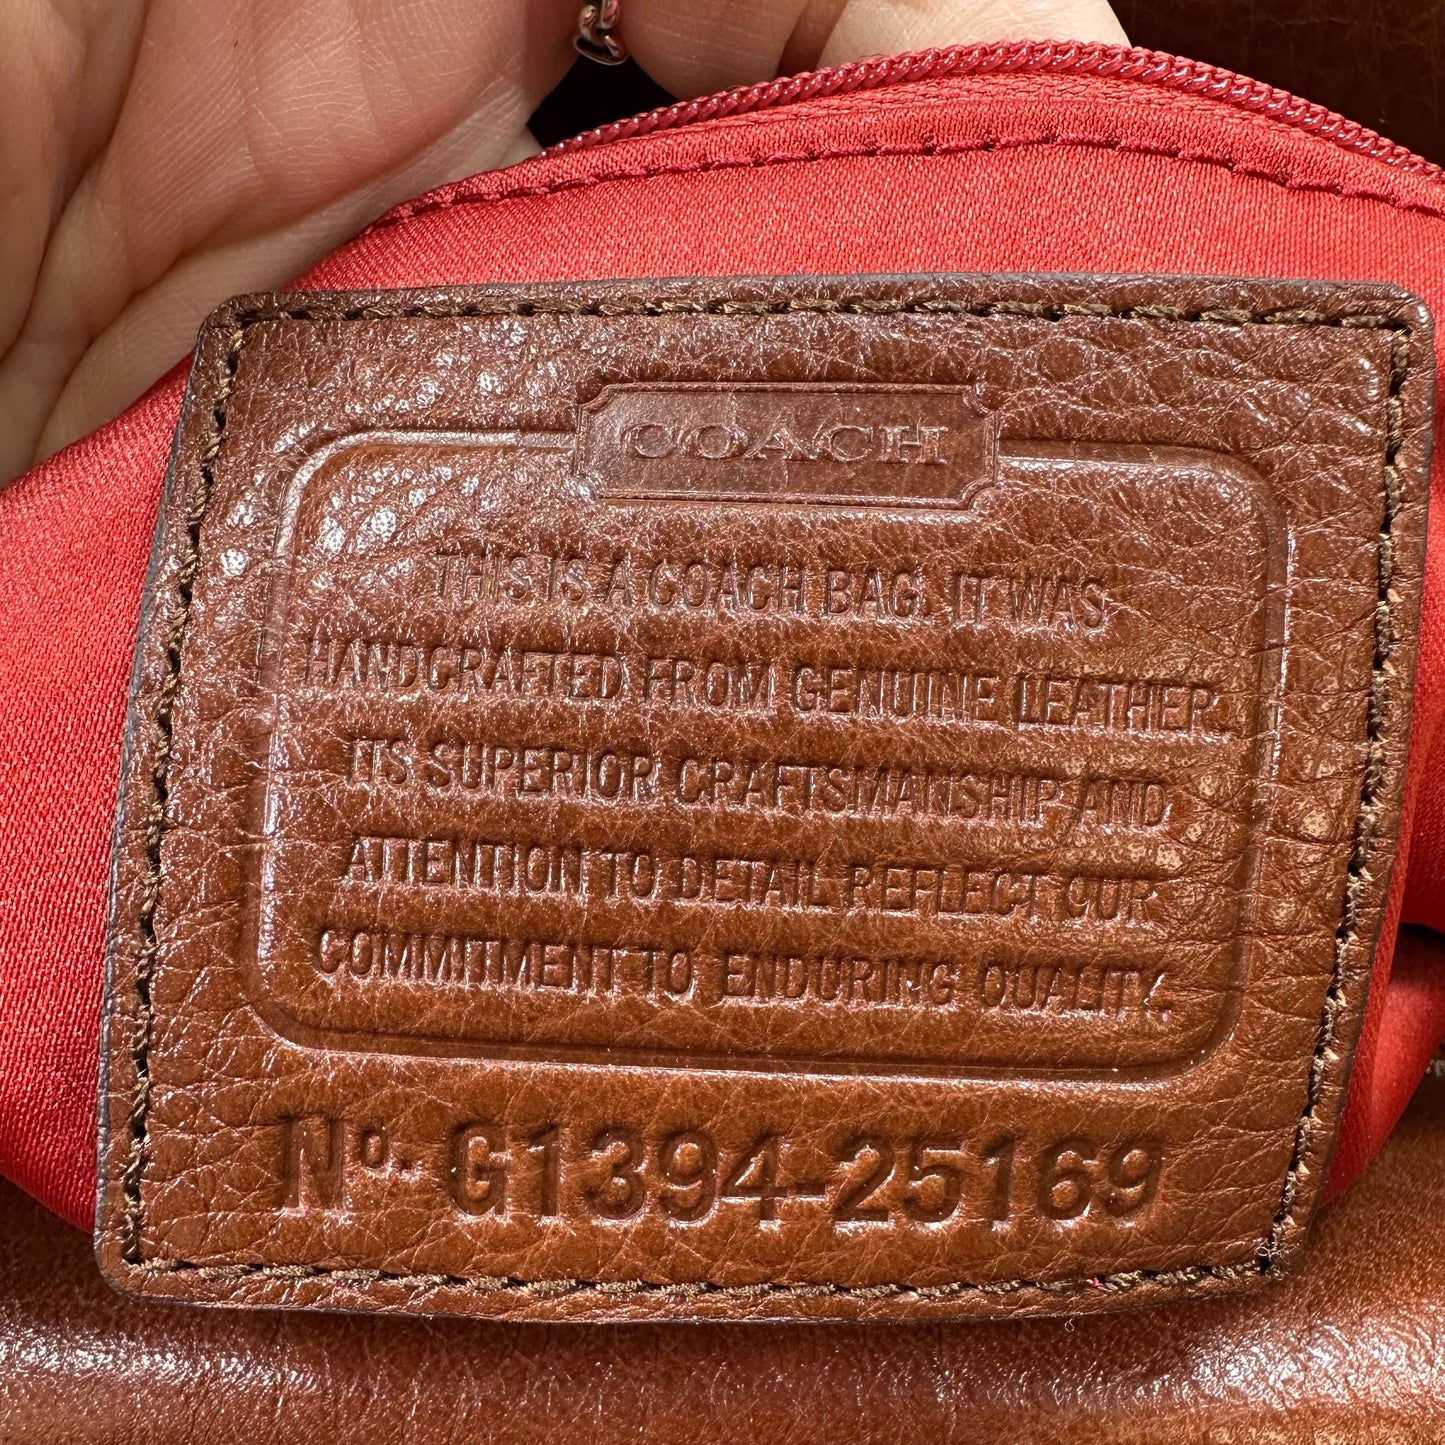 COACH
THIS IS A COACH BAG. IT WAS
HANDCRAFTED FROM GENUINE LEATHER.
ITS SUPERIOR CRAFTSMANSHIP AND
ATTENTION TO DETAIL REFLECT OUR
COMMITMENT TO ENDURING QUALITY.
No. G1394-25169